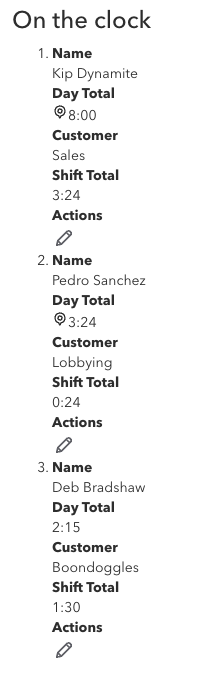 On the clock
1. Name
Kip Dynamite
Day Total
8:00
Customer
Sales
Shift Total
3:24
Actions
2. Name
Pedro Sanchez
Day Total
3:24
Customer
Lobbying
Shift Total
0:24
Actions
3. Name
Deb Bradshaw
Day Total
2:15
Customer
Boondoggles
Shift Total
1:30
Actions